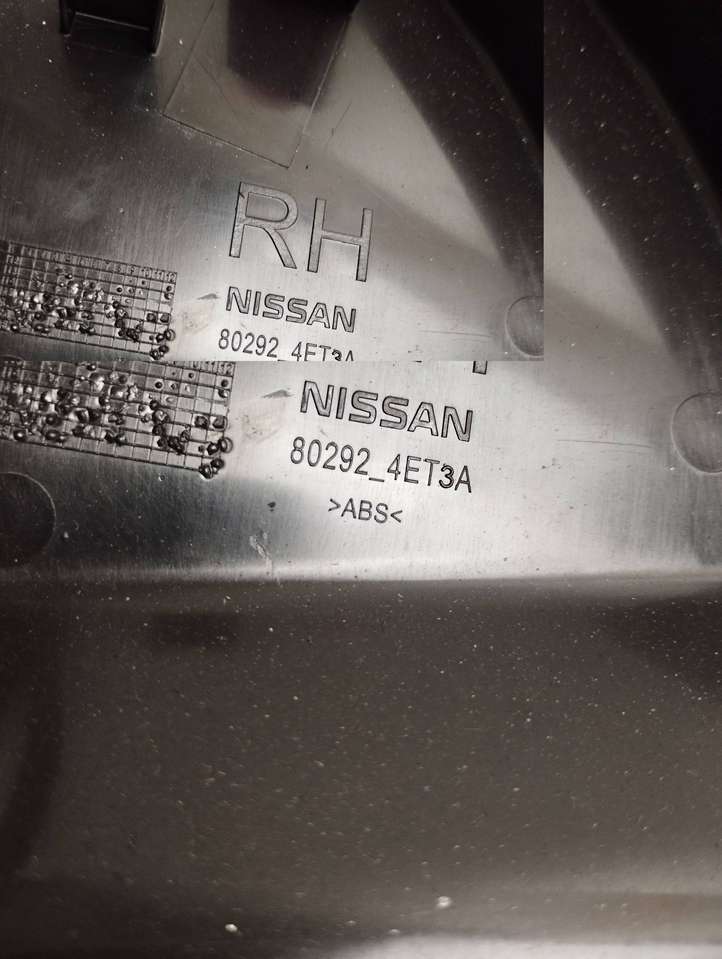 RH
NISSAN
80292_4ET3A
NISSAN
80292_4ET3A
>ABS<